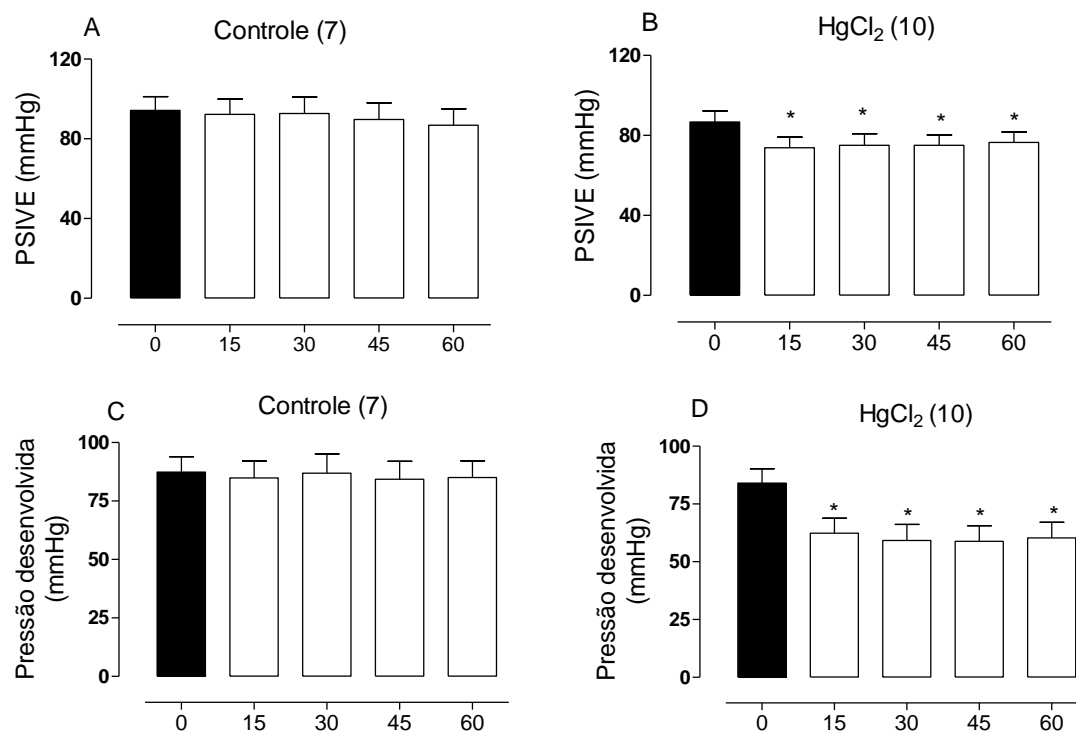 A
Controle (7)
PSIVE (mmHg)
120
80
40
0
0 15 30 45 60
B
HgCl₂ (10)
PSIVE (mmHg)
120
80
40
0
* * * *
0 15 30 45 60
C
Controle (7)
Pressão desenvolvida
(mmHg)
100
75
50
25
0
0 15 30 45 60
D
HgCl₂ (10)
Pressão desenvolvida
(mmHg)
100
75
50
25
0
* * * *
0 15 30 45 60